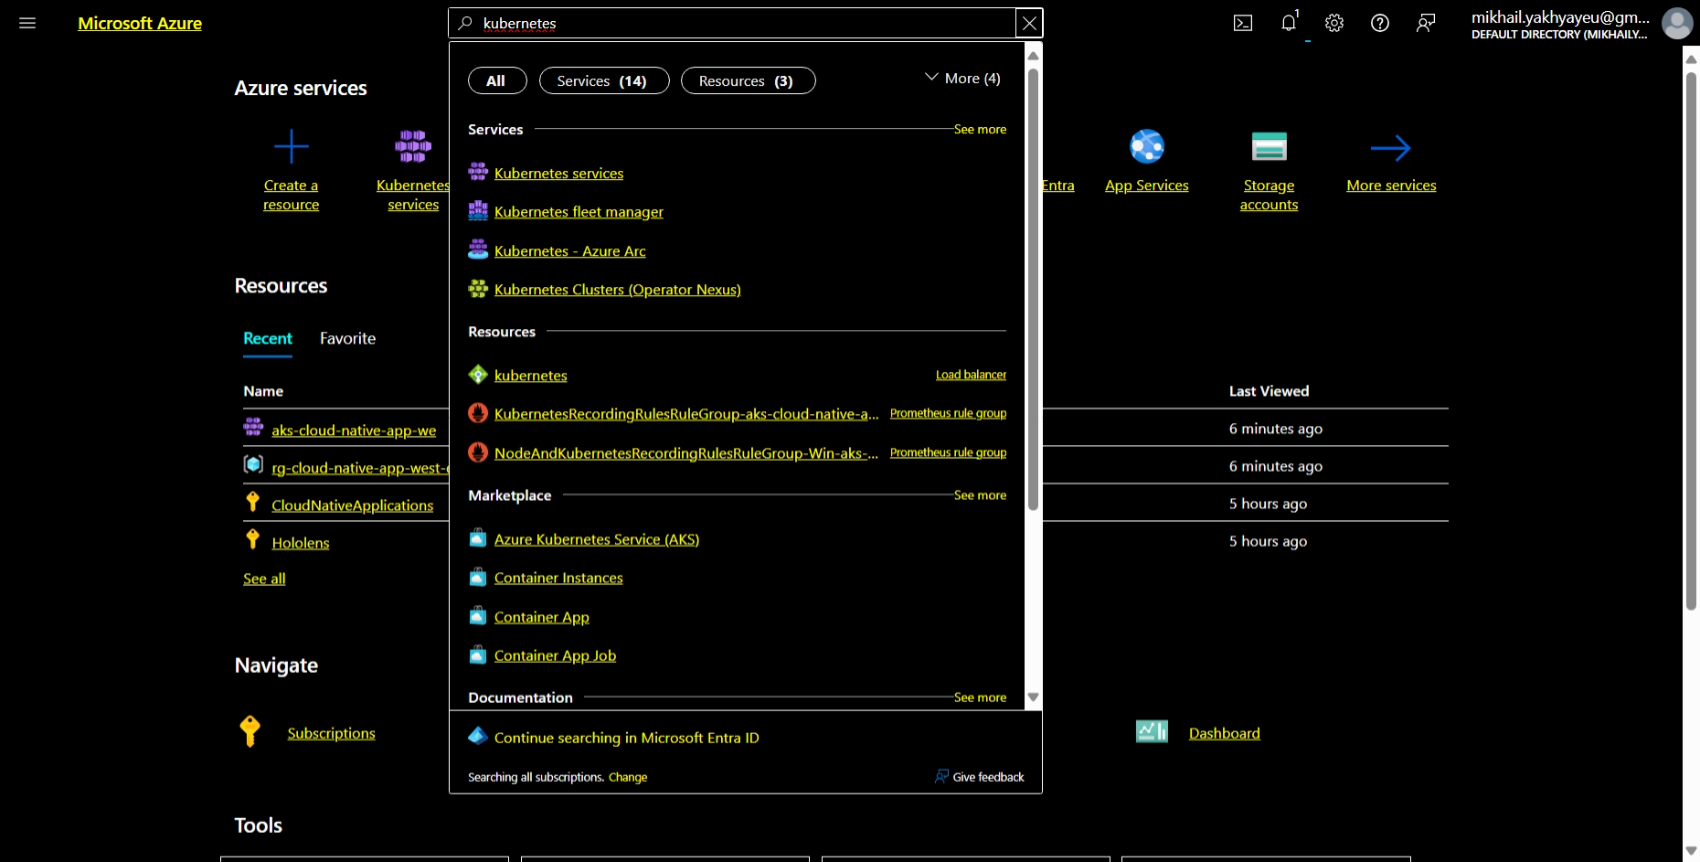 Microsoft Azure
kubernetes
1
mikhail.yakhyayeu@gm...
DEFAULT DIRECTORY (MIKHAILY...
All
Services (14)
Resources (3)
More (4)
Azure services
Create a
resource
Kubernetes
services
Entra
App Services
Storage
accounts
More services
Services
See more
Kubernetes services
Kubernetes fleet manager
Kubernetes - Azure Arc
Kubernetes Clusters (Operator Nexus)
Resources
kubernetes
Load balancer
KubernetesRecordingRulesRuleGroup-aks-cloud-native-a...
Prometheus rule group
NodeAndKubernetesRecordingRulesRuleGroup-Win-aks-...
Prometheus rule group
Marketplace
See more
Azure Kubernetes Service (AKS)
Container Instances
Container App
Container App Job
Documentation
See more
Continue searching in Microsoft Entra ID
Searching all subscriptions. Change
Give feedback
Resources
Recent
Favorite
Name
Last Viewed
aks-cloud-native-app-we
6 minutes ago
rg-cloud-native-app-west-e
6 minutes ago
CloudNativeApplications
5 hours ago
Hololens
5 hours ago
See all
Navigate
Subscriptions
Dashboard
Tools